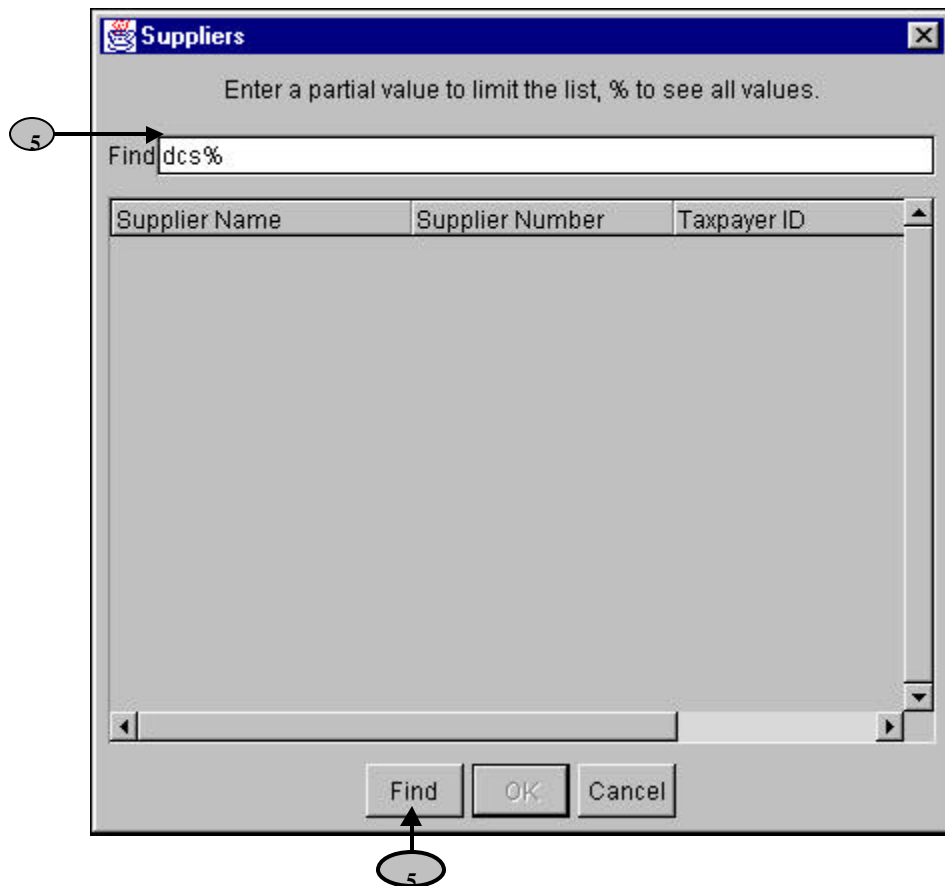 Suppliers
Enter a partial value to limit the list, % to see all values.
5
Find dcs%
Supplier Name Supplier Number Taxpayer ID
Find OK Cancel
5